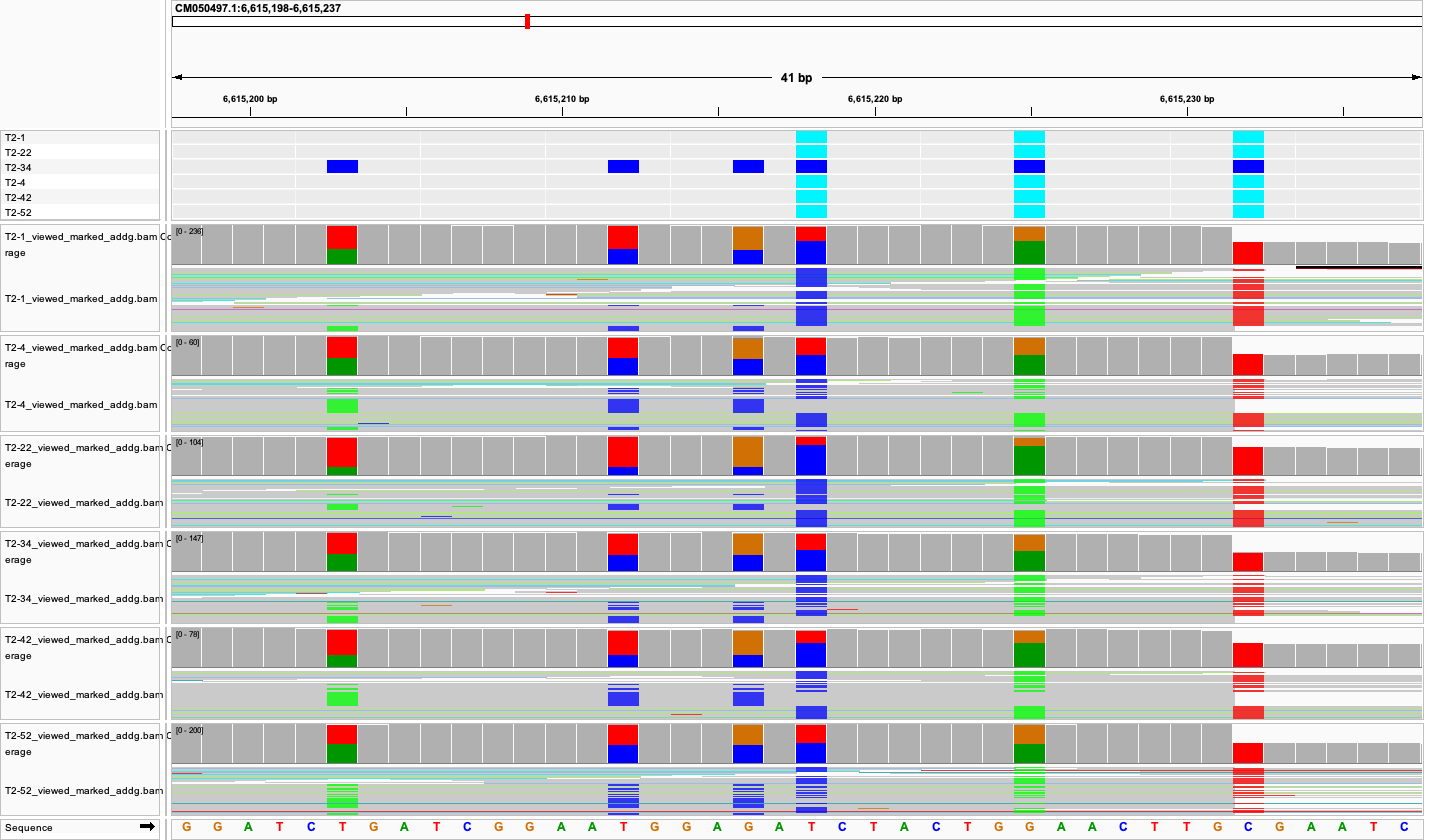 CM050497.1:6,615,198-6,615,237
41 bp
6,615,200 bp 6,615,210 bp 6,615,220 bp 6,615,230 bp
T2-1
T2-22
T2-34
T2-4
T2-42
T2-52
T2-1_viewed_marked_addg.bam Co
rage
[0 - 236]
T2-1_viewed_marked_addg.bam
T2-4_viewed_marked_addg.bam Co
rage
[0 - 60]
T2-4_viewed_marked_addg.bam
T2-22_viewed_marked_addg.bam C
erage
[0 - 104]
T2-22_viewed_marked_addg.bam
T2-34_viewed_marked_addg.bam C
erage
[0 - 147]
T2-34_viewed_marked_addg.bam
T2-42_viewed_marked_addg.bam C
erage
[0 - 78]
T2-42_viewed_marked_addg.bam
T2-52_viewed_marked_addg.bam C
erage
[0 - 200]
T2-52_viewed_marked_addg.bam
Sequence G G A T C T G A T C G G A A T G G A G A T C T A C T G G A A C T T G C G A A T C